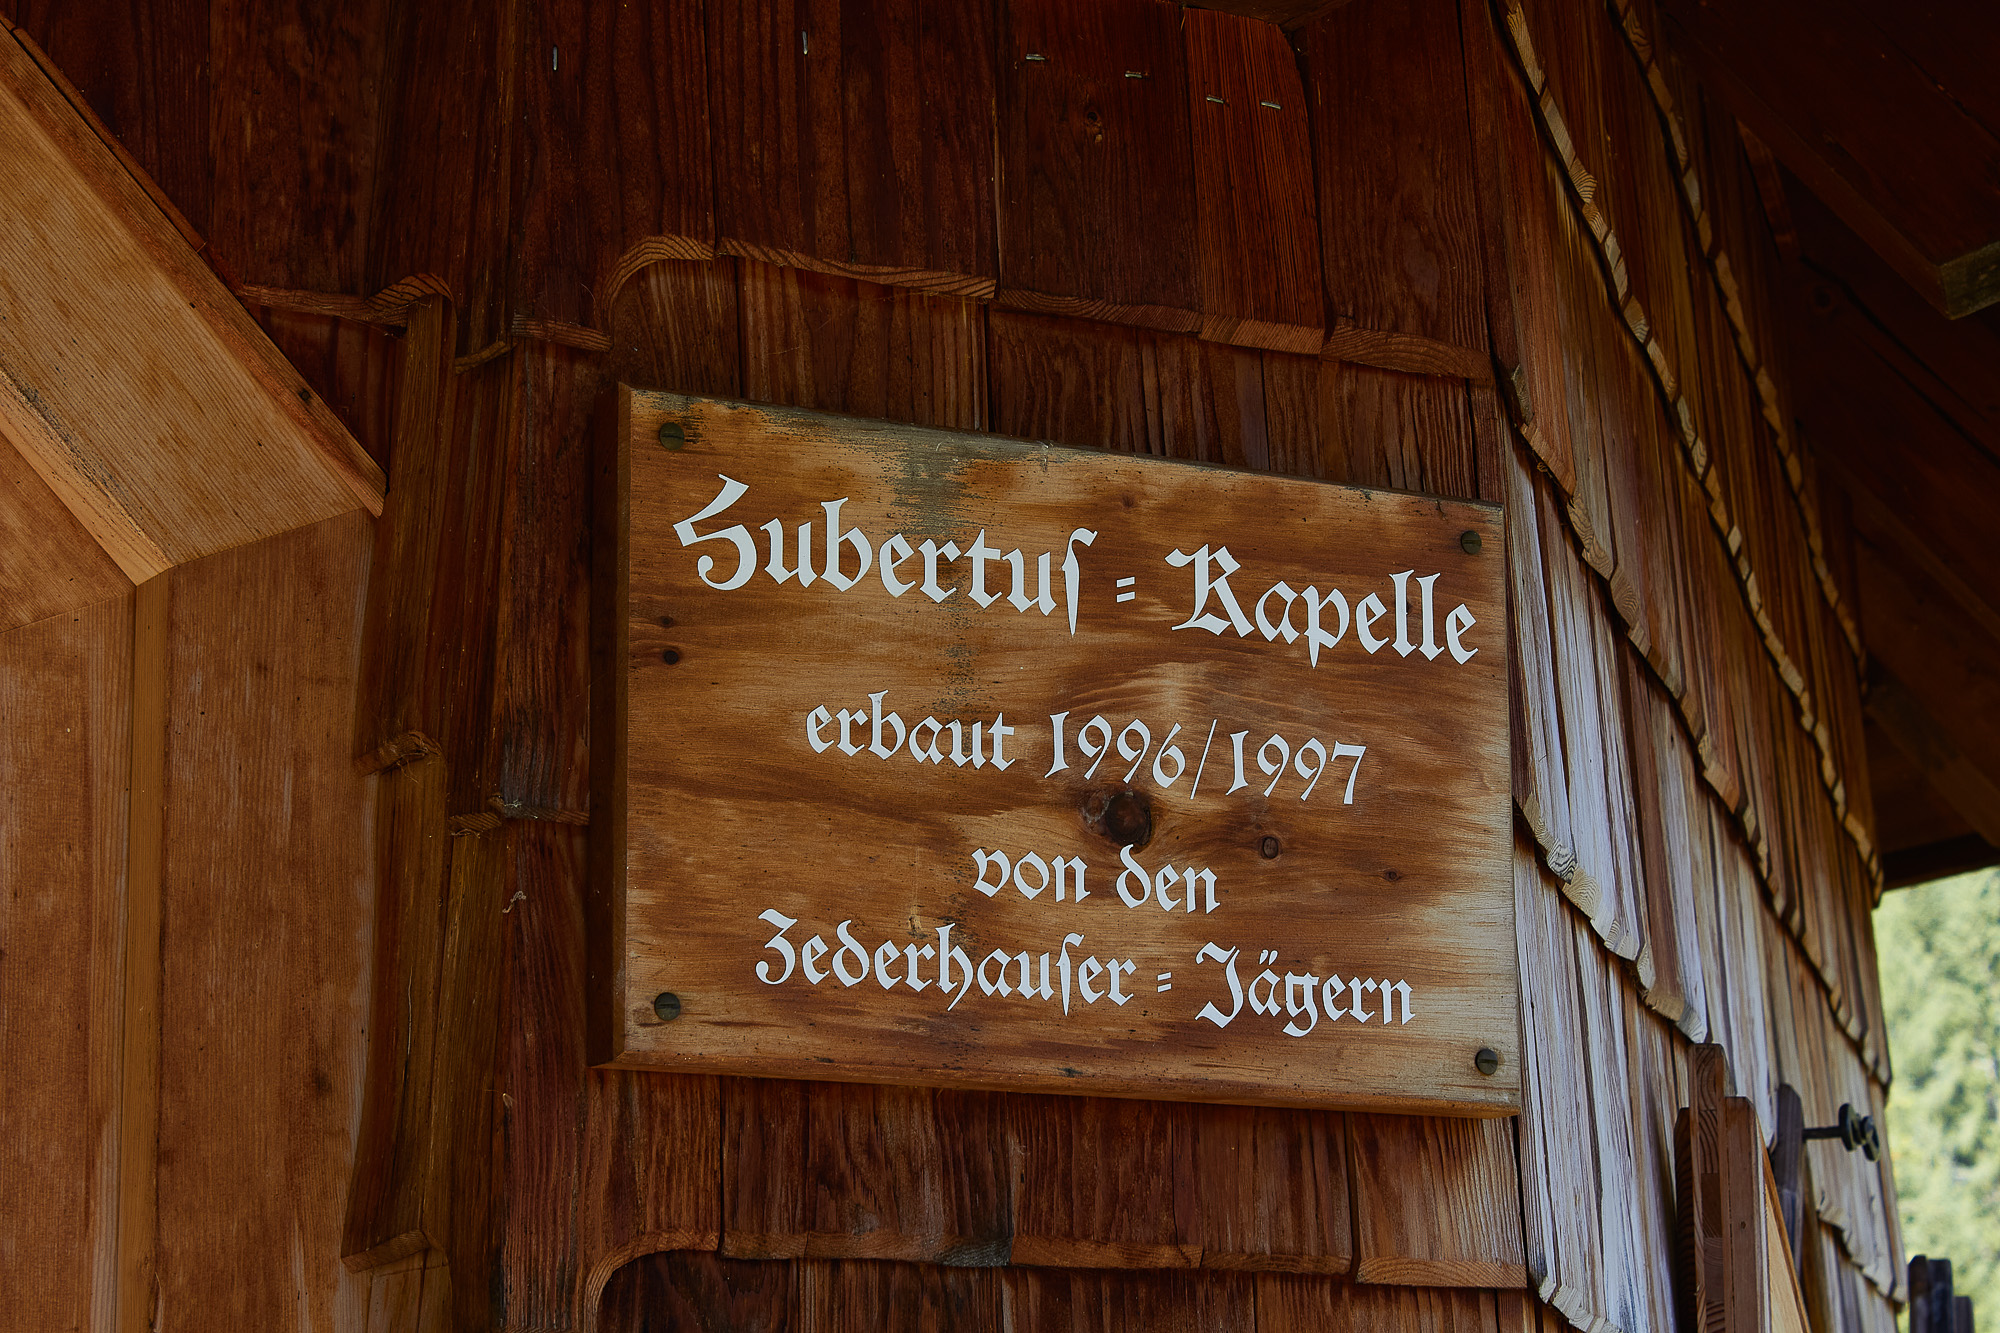 Hubertuſ = Kapelle
erbaut 1996/1997
von den
Zederhauſer = Jägern